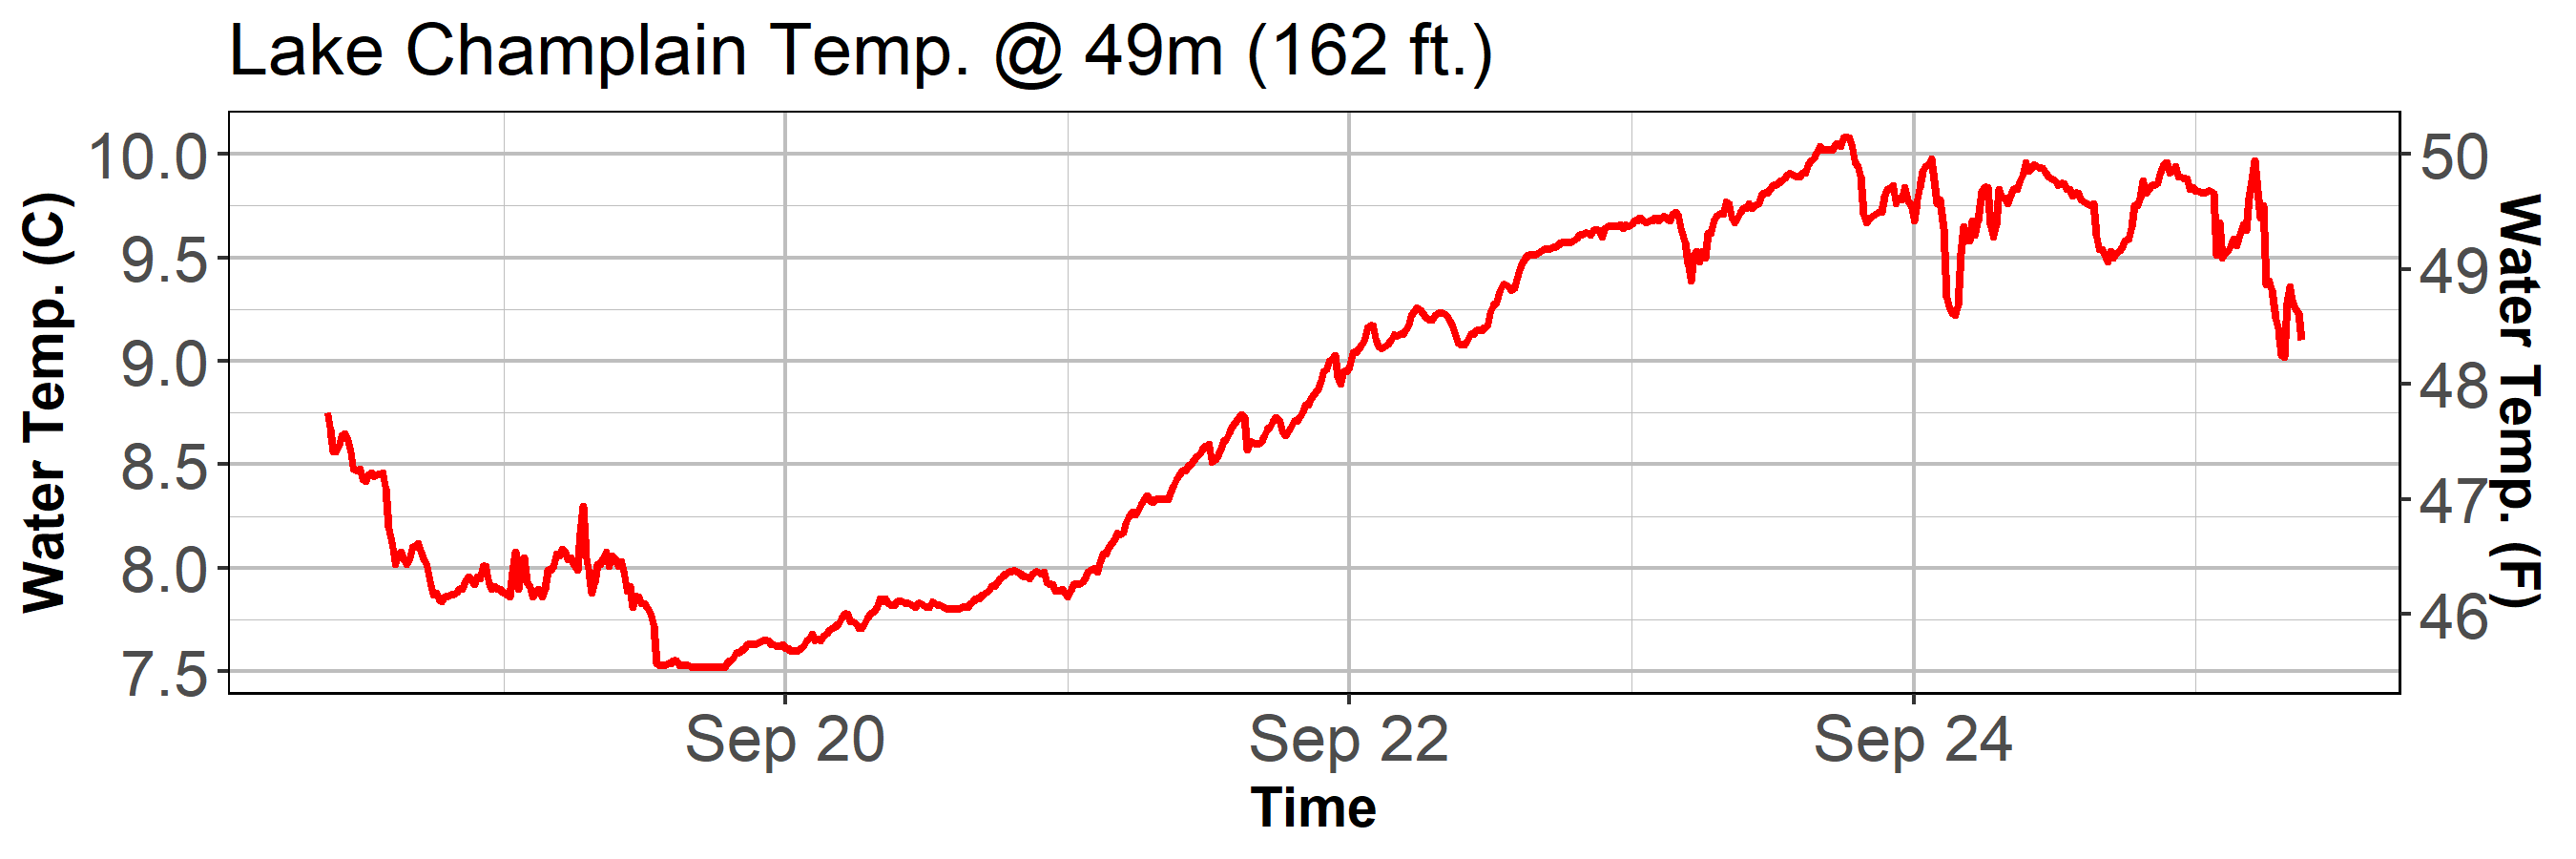 Lake Champlain Temp. @ 49m (162 ft.)
Water Temp. (C)
10.0
9.5
9.0
8.5
8.0
7.5
50
49
48
47
46
Water Temp. (F)
Sep 20
Sep 22
Sep 24
Time